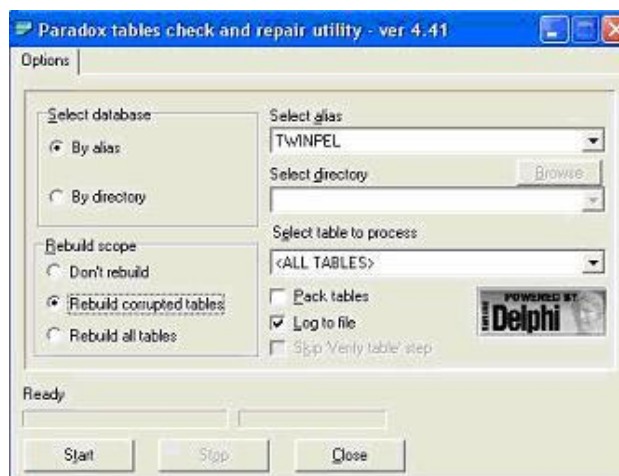 Paradox tables check and repair utility - ver 4.41
Options
Select database
By alias
By directory
Select alias
TWINPEL
Select directory
Browse
Select table to process
<ALL TABLES>
Rebuild scope
Don't rebuild
Rebuild corrupted tables
Rebuild all tables
Pack tables
Log to file
Skip 'Verify table' step
POWERED BY
Delphi
Ready
Start
Stop
Close